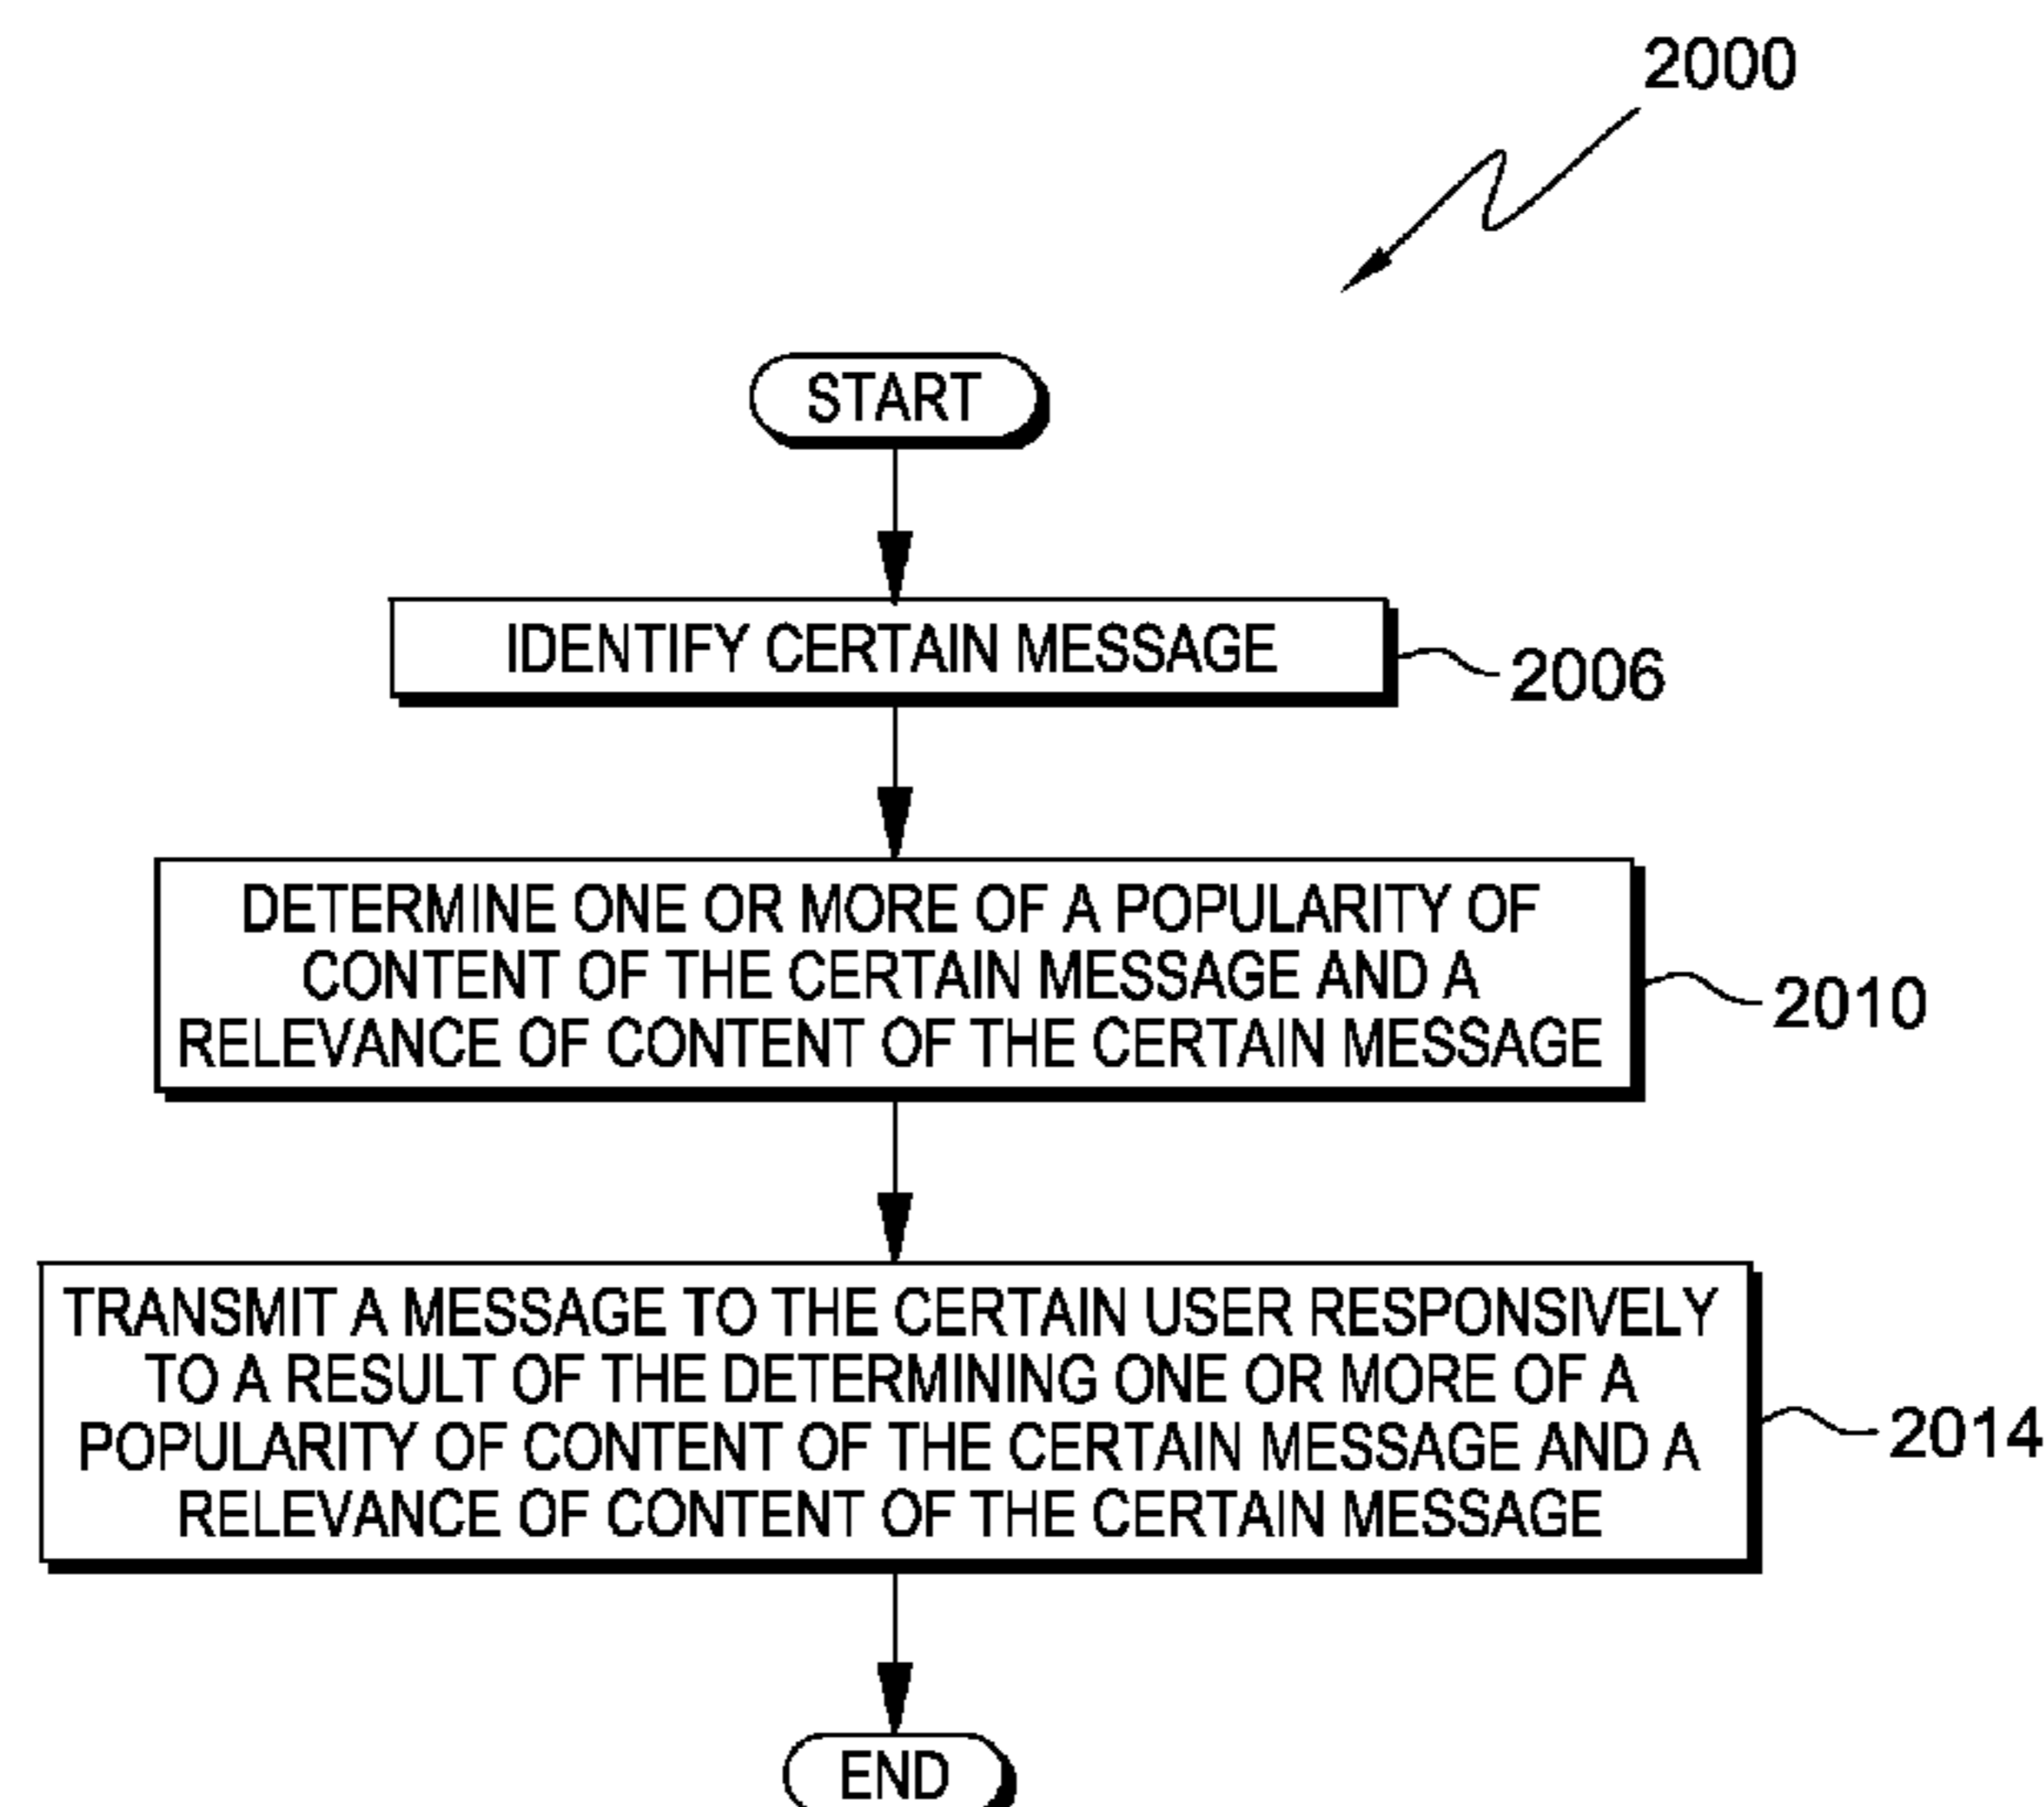 2000
START
IDENTIFY CERTAIN MESSAGE
2006
DETERMINE ONE OR MORE OF A POPULARITY OF
CONTENT OF THE CERTAIN MESSAGE AND A
RELEVANCE OF CONTENT OF THE CERTAIN MESSAGE
2010
TRANSMIT A MESSAGE TO THE CERTAIN USER RESPONSIVELY
TO A RESULT OF THE DETERMINING ONE OR MORE OF A
POPULARITY OF CONTENT OF THE CERTAIN MESSAGE AND A
RELEVANCE OF CONTENT OF THE CERTAIN MESSAGE
2014
END